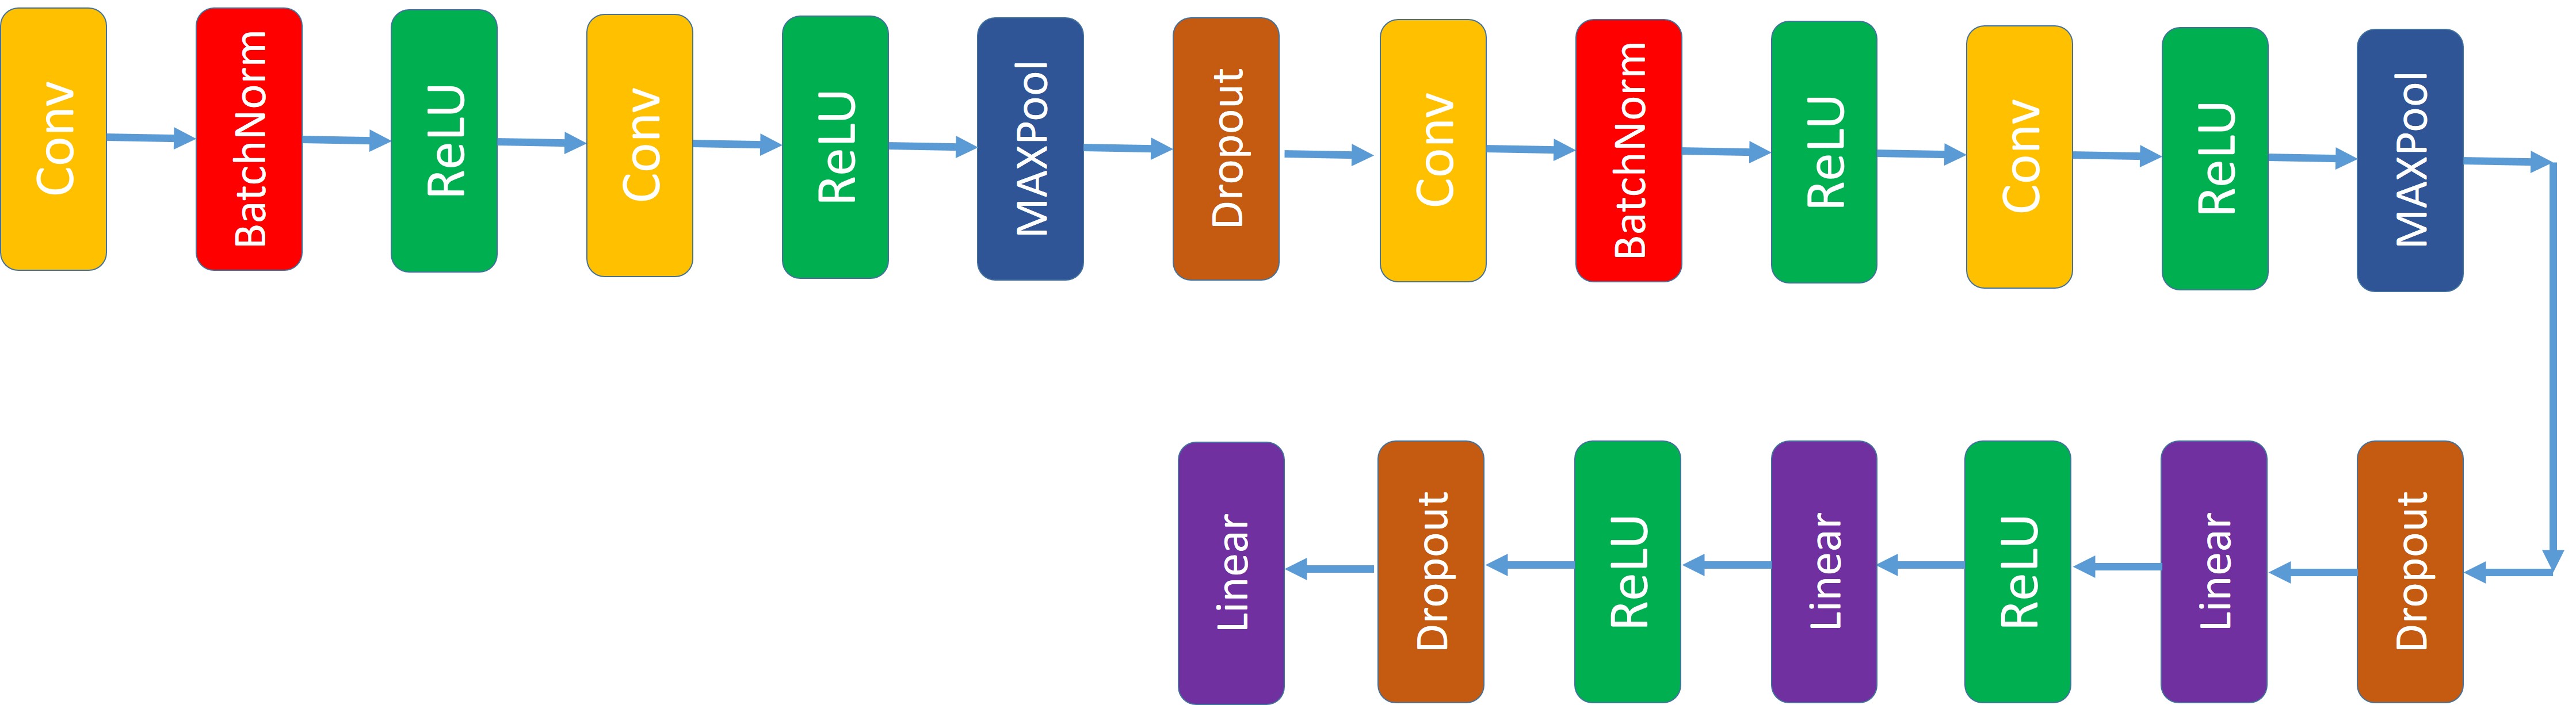 Conv
BatchNorm
ReLU
Conv
ReLU
MAXPool
Dropout
Conv
BatchNorm
ReLU
Conv
ReLU
MAXPool
Dropout
Linear
ReLU
Linear
ReLU
Dropout
Linear